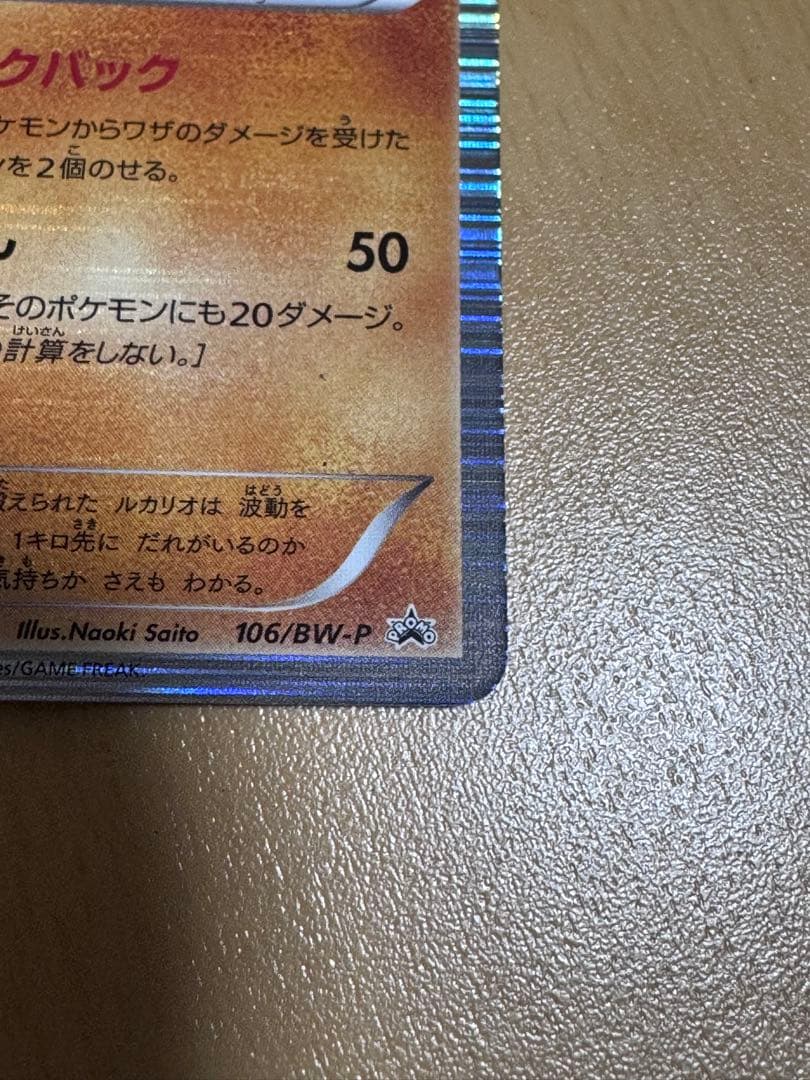 クバック
ケモンからワザのダメージを受けた
を2個のせる。
50
そのポケモンにも20ダメージ。
計算をしない。]
えられた ルカリオは 波動を
1キロ先に だれがいるのか
気持ちか さえも わかる。
Illus.Naoki Saito 106/BW-P PROMO
es/GAME FREAK